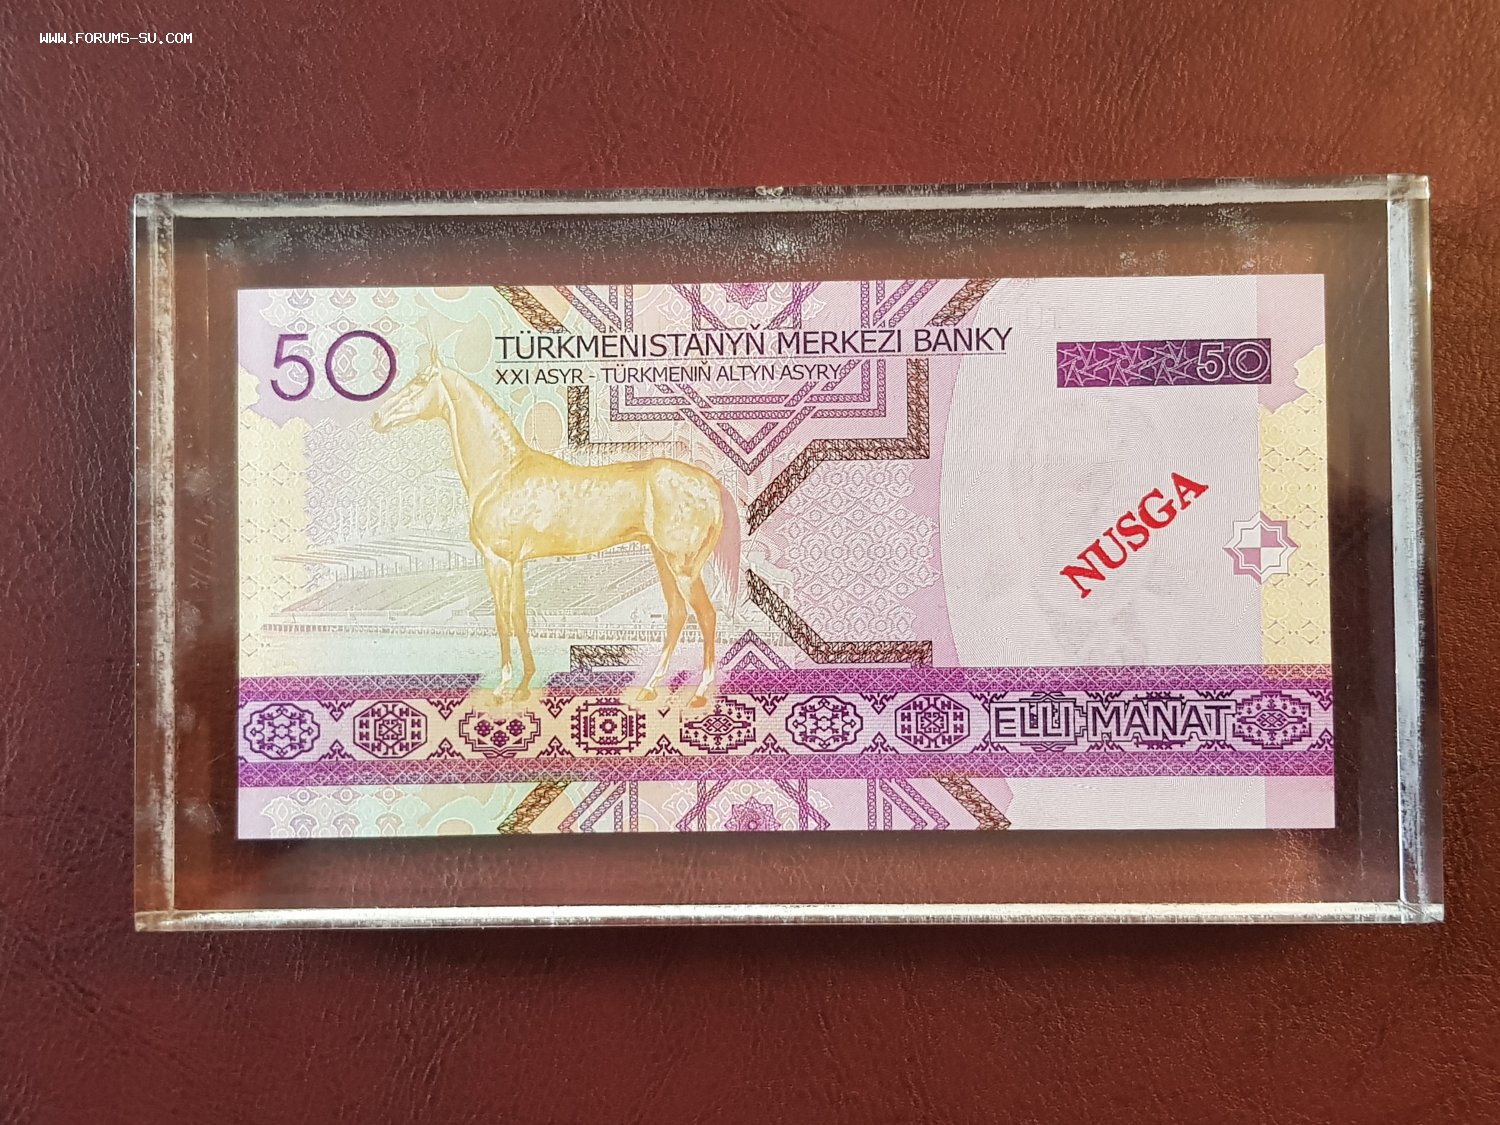 WWW.FORUMS-SU.COM
50
TÜRKMENISTANYŇ MERKEZI BANKY
XXI ASYR - TÜRKMENIŇ ALTYN ASYRY
50
NUSGA
ELLI MANAT